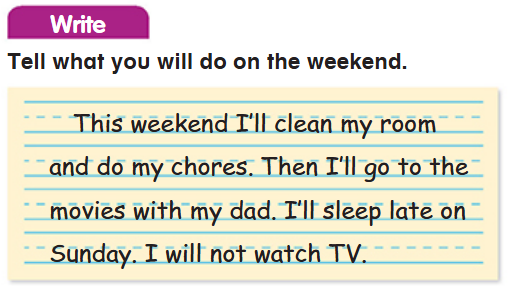 Write
Tell what you will do on the weekend.
This weekend I'll clean my room
and do my chores. Then I'll go to the
movies with my dad. I'll sleep late on
Sunday. I will not watch TV.